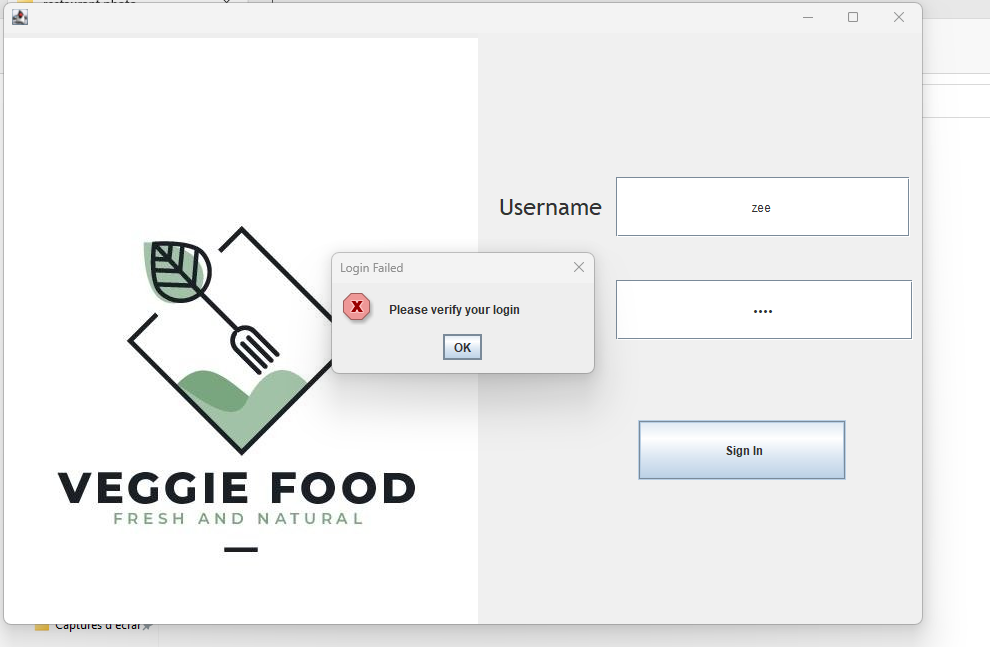 restaurant photo
Username
zee
Login Failed
Please verify your login
OK
Sign In
VEGGIE FOOD
FRESH AND NATURAL
Captures d'écran